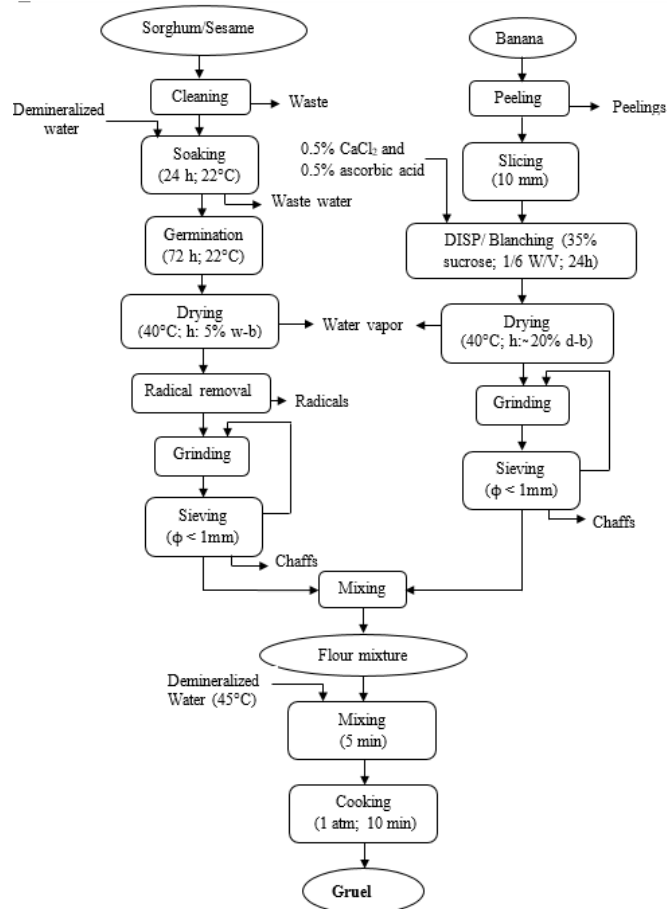 Sorghum/Sesame
Cleaning
Waste
Demineralized
water
Soaking
(24 h; 22°C)
Waste water
Germination
(72 h; 22°C)
Drying
(40°C; h: 5% w-b)
Water vapor
Radical removal
Radicals
Grinding
Sieving
(ϕ < 1mm)
Chaffs
Banana
Peeling
Peelings
0.5% CaCl₂ and
0.5% ascorbic acid
Slicing
(10 mm)
DISP/ Blanching (35%
sucrose; 1/6 W/V; 24h)
Drying
(40°C; h:~20% d-b)
Grinding
Sieving
(ϕ < 1mm)
Chaffs
Mixing
Flour mixture
Demineralized
Water (45°C)
Mixing
(5 min)
Cooking
(1 atm; 10 min)
Gruel